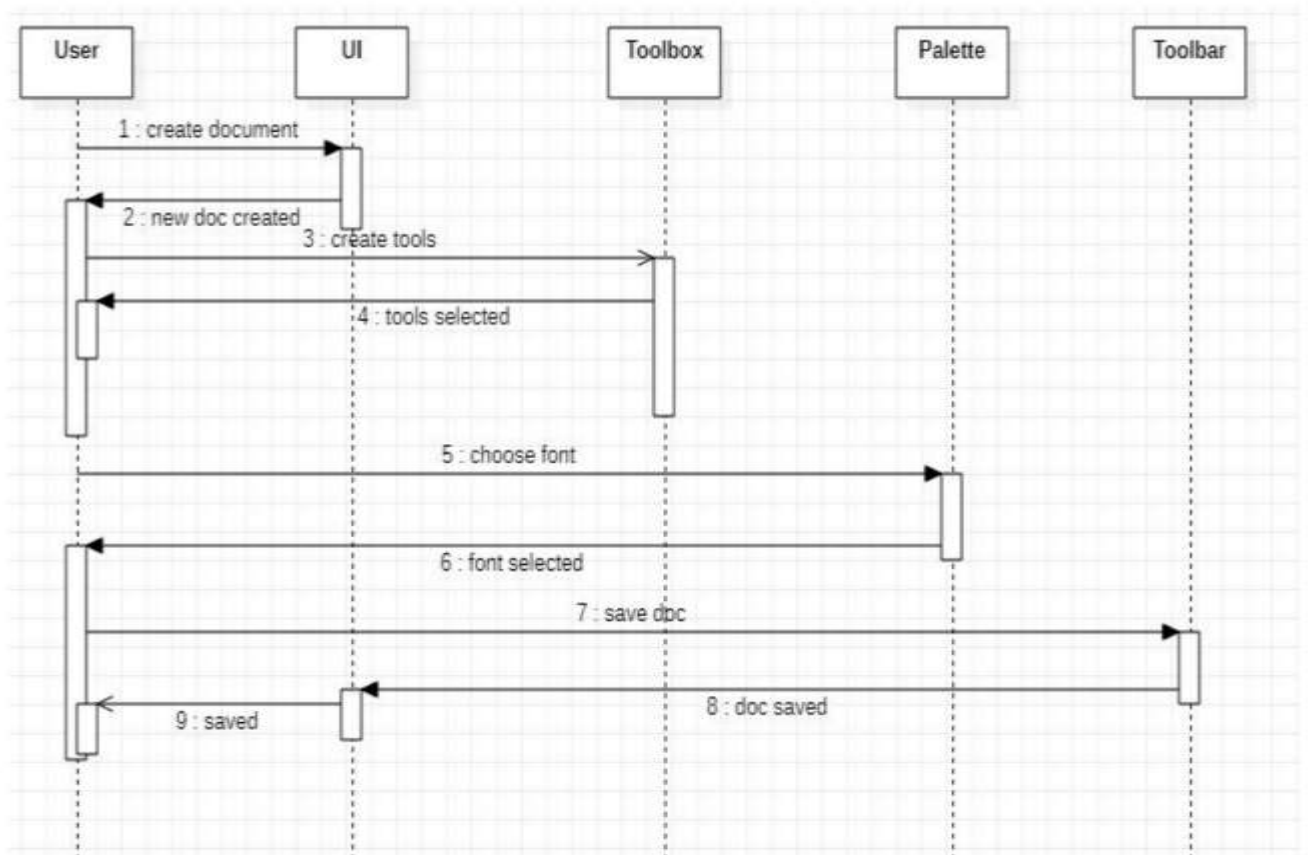 User
UI
Toolbox
Palette
Toolbar
1 : create document
2 : new doc created
3 : create tools
4 : tools selected
5 : choose font
6 : font selected
7 : save doc
8 : doc saved
9 : saved